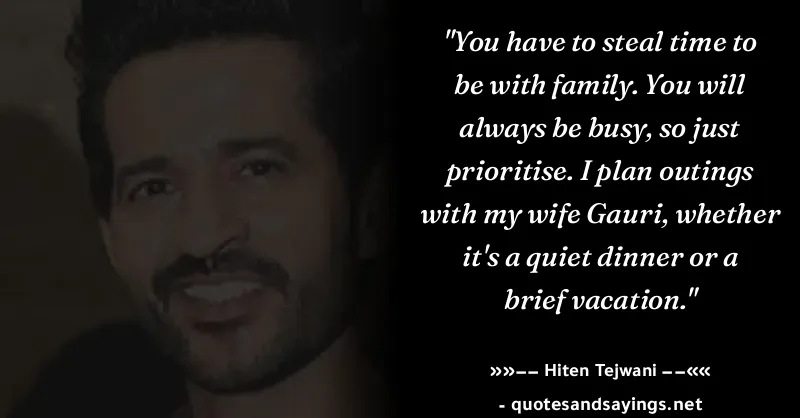 "You have to steal time to
be with family. You will
always be busy, so just
prioritise. I plan outings
with my wife Gauri, whether
it's a quiet dinner or a
brief vacation."
»»−− Hiten Tejwani −−««
- quotesandsayings.net